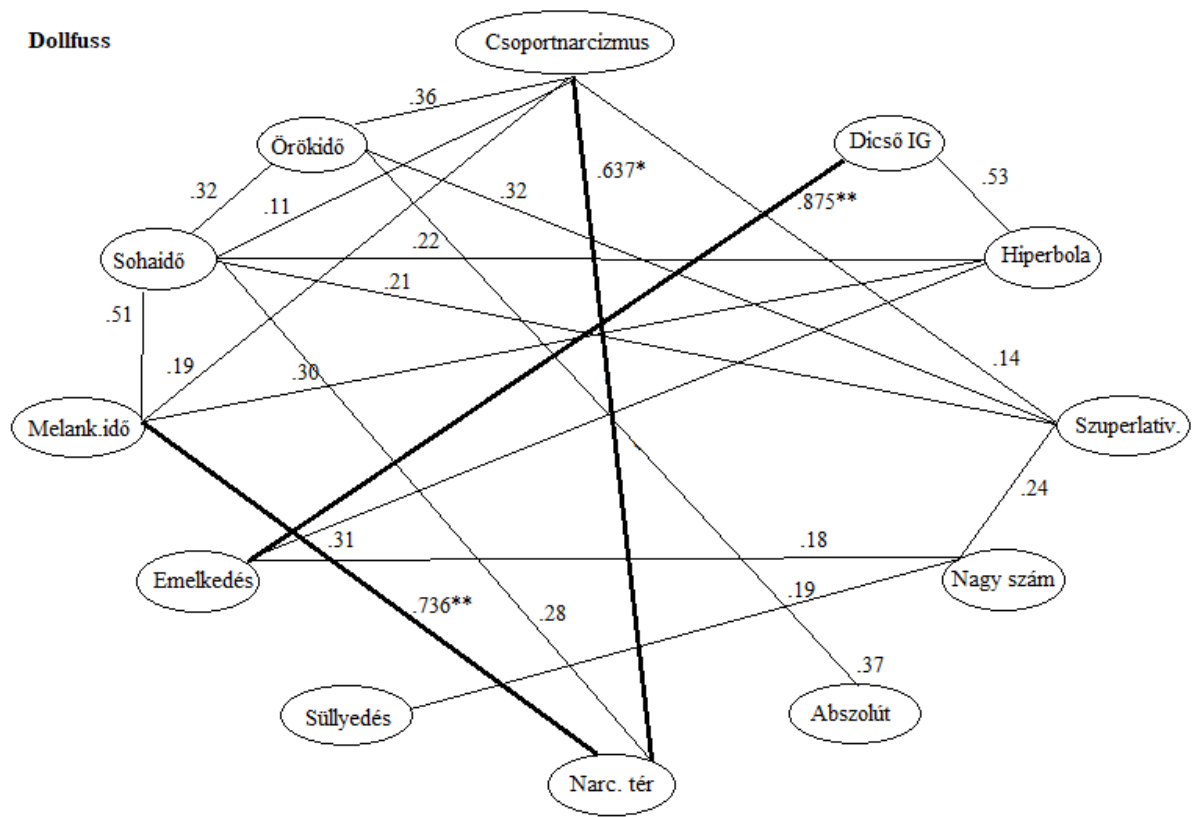 Dollfuss
Csoportnarcizmus
.36
Örökidő
Dicső IG
.32
.11
.637*
.32
.875**
.53
Sohaidő
.22
Hiperbola
.21
.51
.19
.30
.14
Melank.idő
Szuperlatív.
.24
.31
.18
Emelkedés
Nagy szám
.19
.736**
.28
.37
Süllyedés
Abszolút
Narc. tér